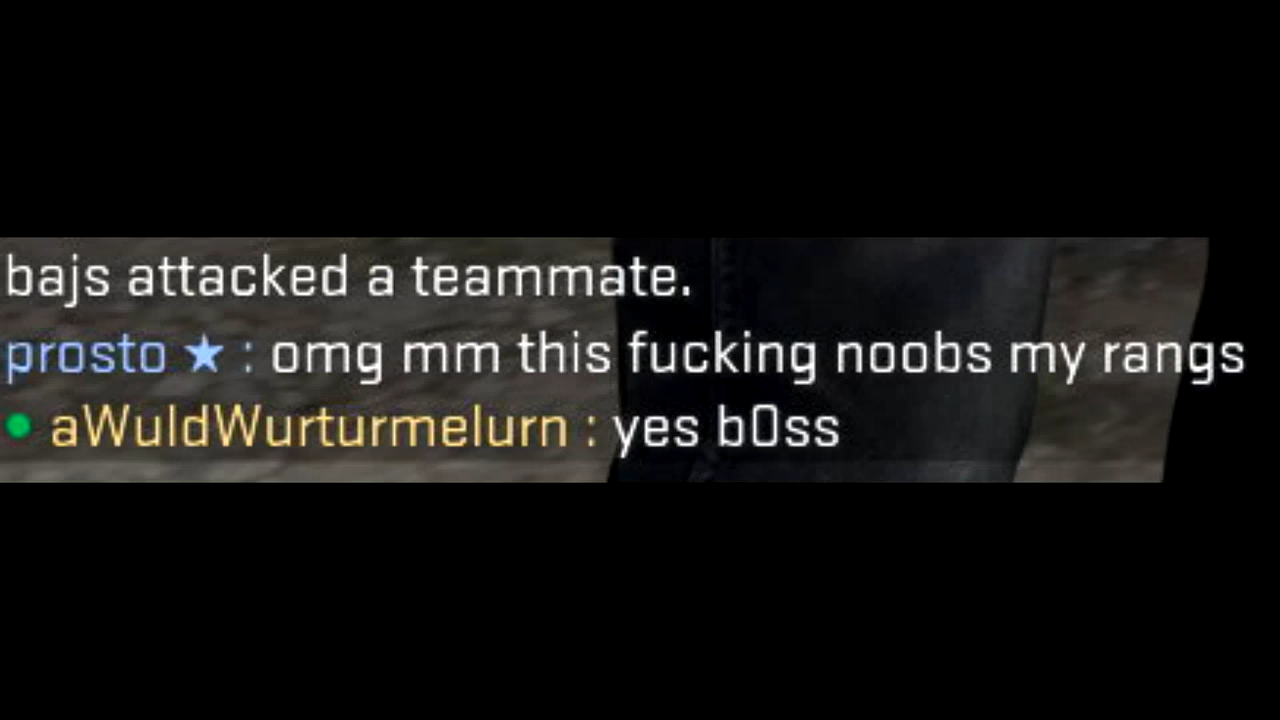 bajs attacked a teammate.
prosto ★ : omg mm this fucking noobs my rangs
aWuldWurturmelurn : yes b0ss